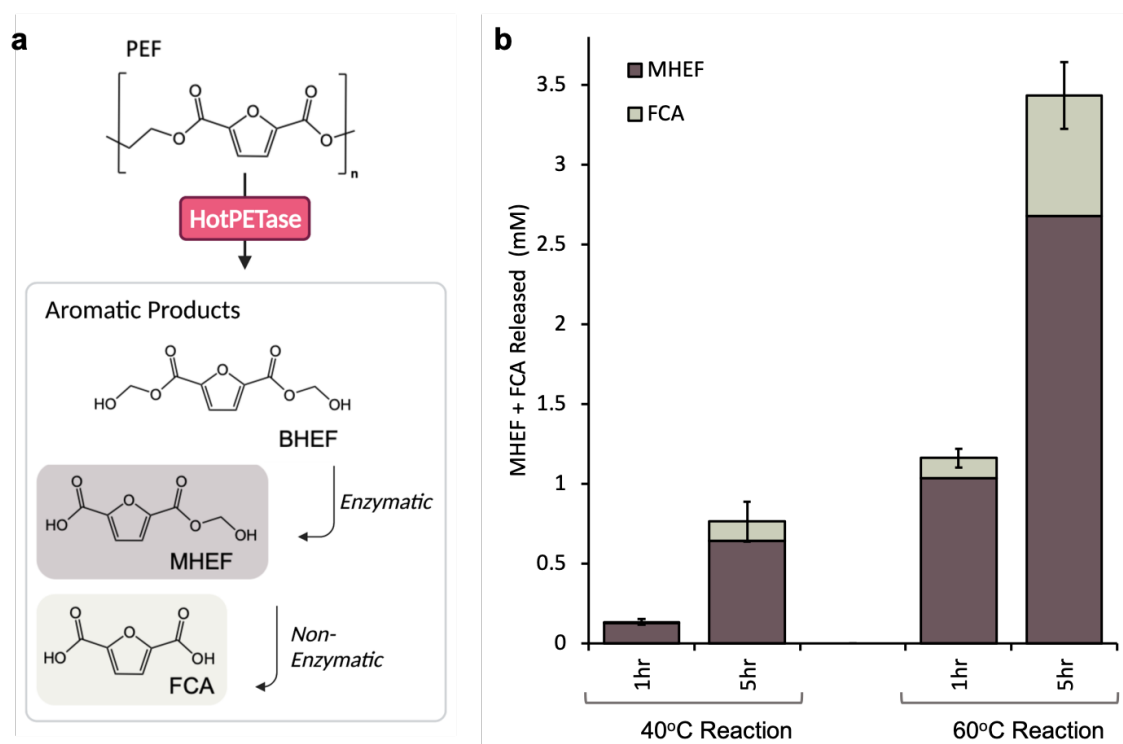 a
PEF
O
O
O
O
O
n
HotPETase
Aromatic Products
O
O
O
O
O
HO
OH
BHEF
Enzymatic
O
O
O
HO
O
OH
MHEF
O
O
O
HO
OH
FCA
Non-
Enzymatic
b
MHEF
FCA
MHEF + FCA Released (mM)
3.5
3
2.5
2
1.5
1
0.5
0
1hr
5hr
1hr
5hr
40°C Reaction
60°C Reaction